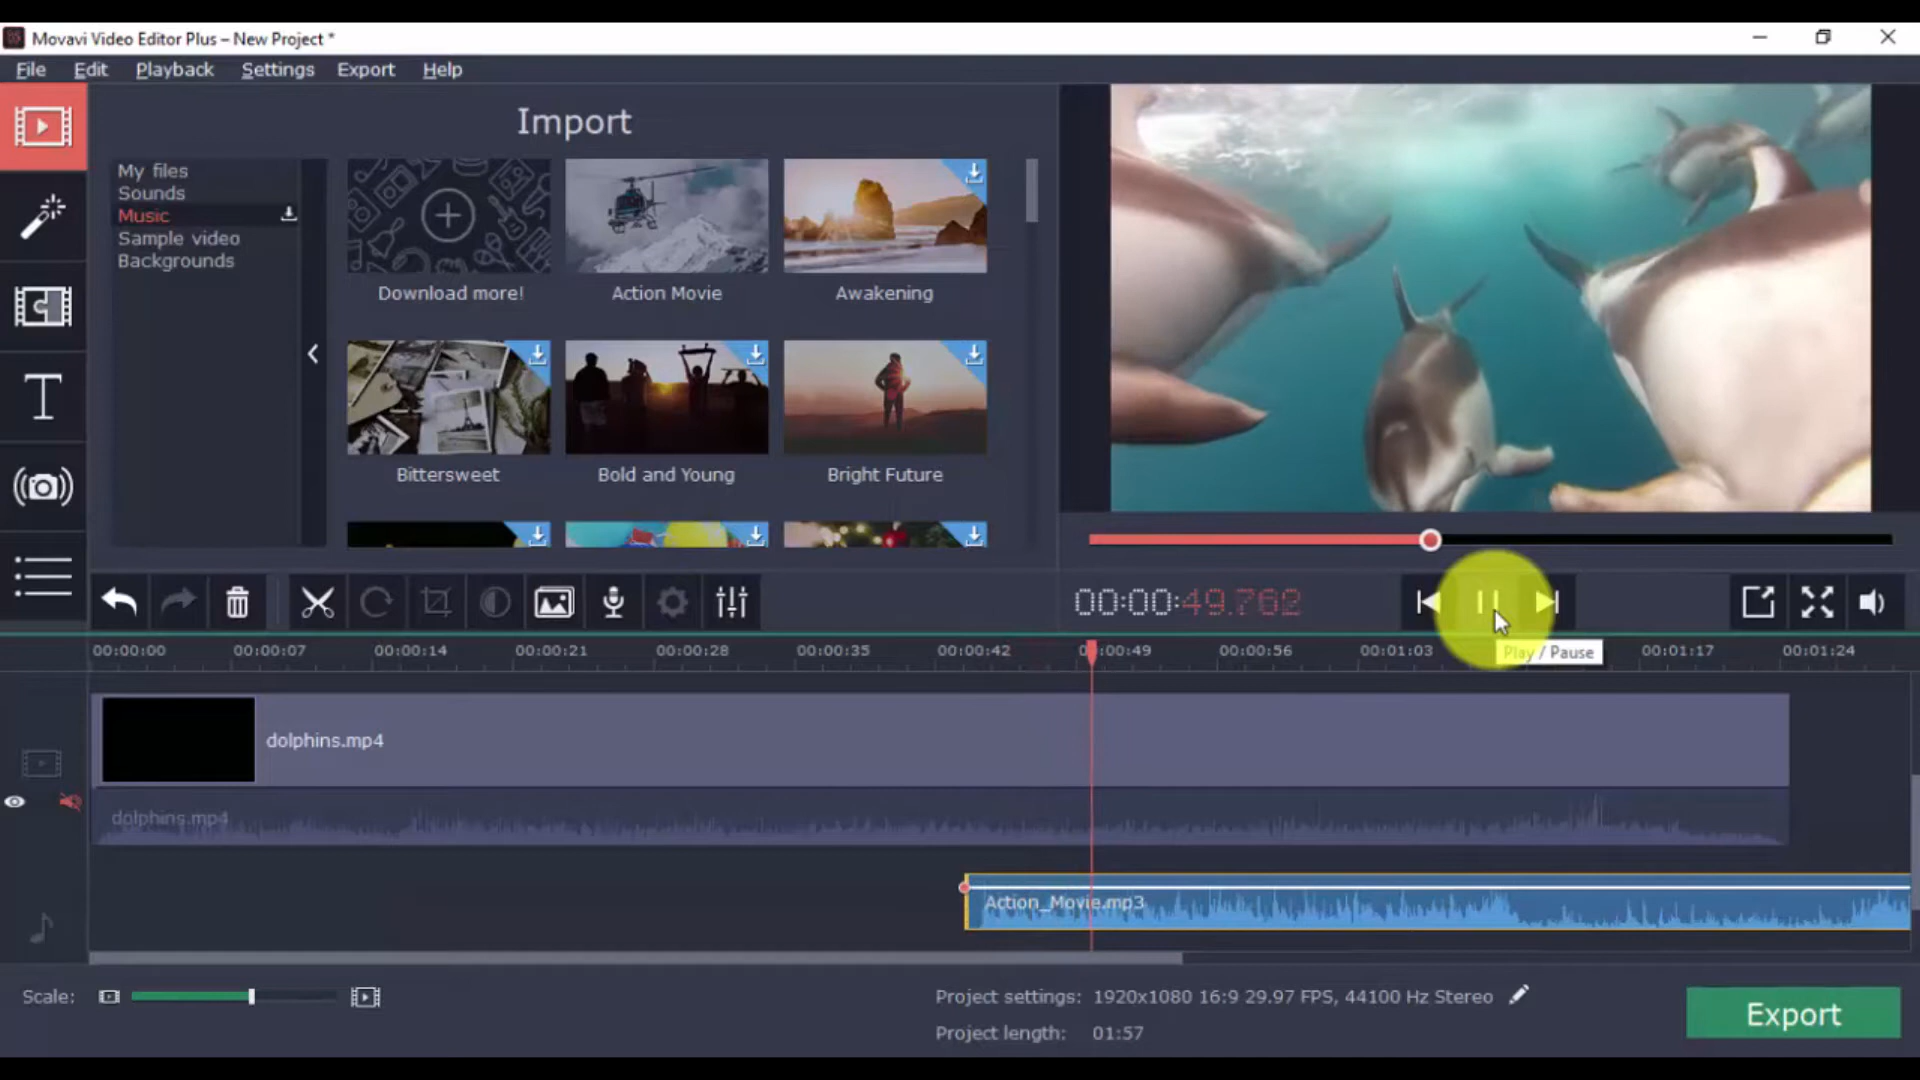 Movavi Video Editor Plus – New Project *
File Edit Playback Settings Export Help
Import
My files
Sounds
Music
Sample video
Backgrounds
Download more! Action Movie Awakening
Bittersweet Bold and Young Bright Future
00:00:49.762
Play / Pause
00:00:00 00:00:07 00:00:14 00:00:21 00:00:28 00:00:35 00:00:42 00:00:49 00:00:56 00:01:03 00:01:17 00:01:24
dolphins.mp4
dolphins.mp4
Action_Movie.mp3
Scale:
Project settings: 1920x1080 16:9 29.97 FPS, 44100 Hz Stereo
Project length: 01:57
Export